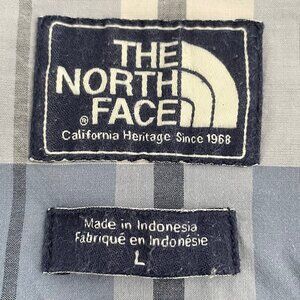 THE
NORTH
FACE®
California Heritage Since 1968
Made in Indonesia
Fabriqué en Indonésie
L